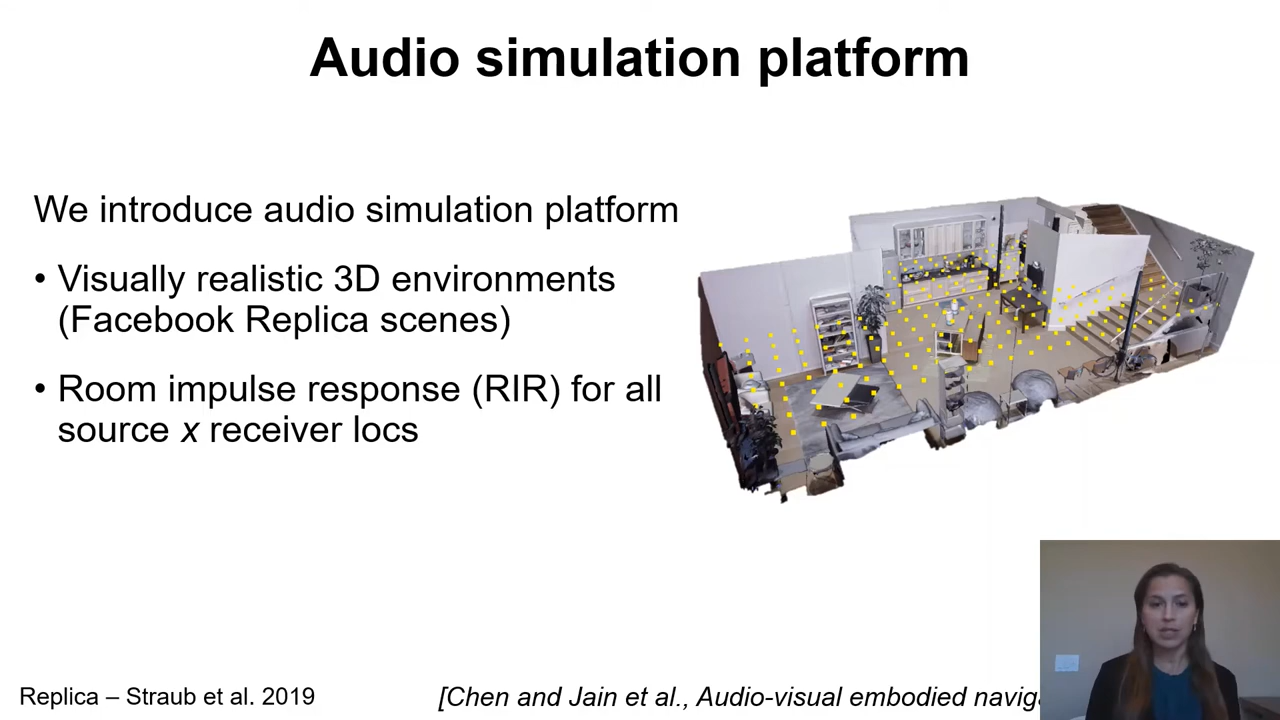 Audio simulation platform
We introduce audio simulation platform
• Visually realistic 3D environments
(Facebook Replica scenes)
• Room impulse response (RIR) for all
source x receiver locs
Replica – Straub et al. 2019
[Chen and Jain et al., Audio-visual embodied naviga